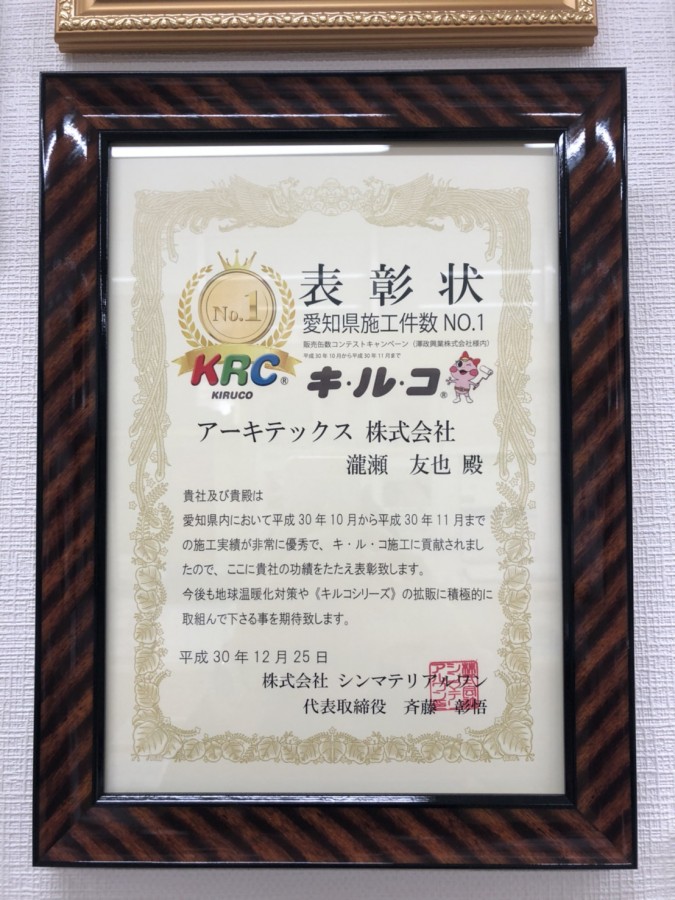 No.1
KRC®
KIRUCO
表彰状
愛知県施工件数 NO.1
販売缶数コンテストキャンペーン（澤政興業株式会社様内）
平成30年10月から平成30年11月まで
キ・ル・コ®
アーキテックス 株式会社
瀧瀬 友也 殿
貴社及び貴殿は
愛知県内において平成30年10月から平成30年11月まで
の施工実績が非常に優秀で、キ・ル・コ施工に貢献されまし
たので、ここに貴社の功績をたたえ表彰致します。
今後も地球温暖化対策や《キルコシリーズ》の拡販に積極的に
取組んで下さる事を期待致します。
平成30年12月25日
株式会社 シンマテリアルワン
代表取締役 斉藤 彰悟